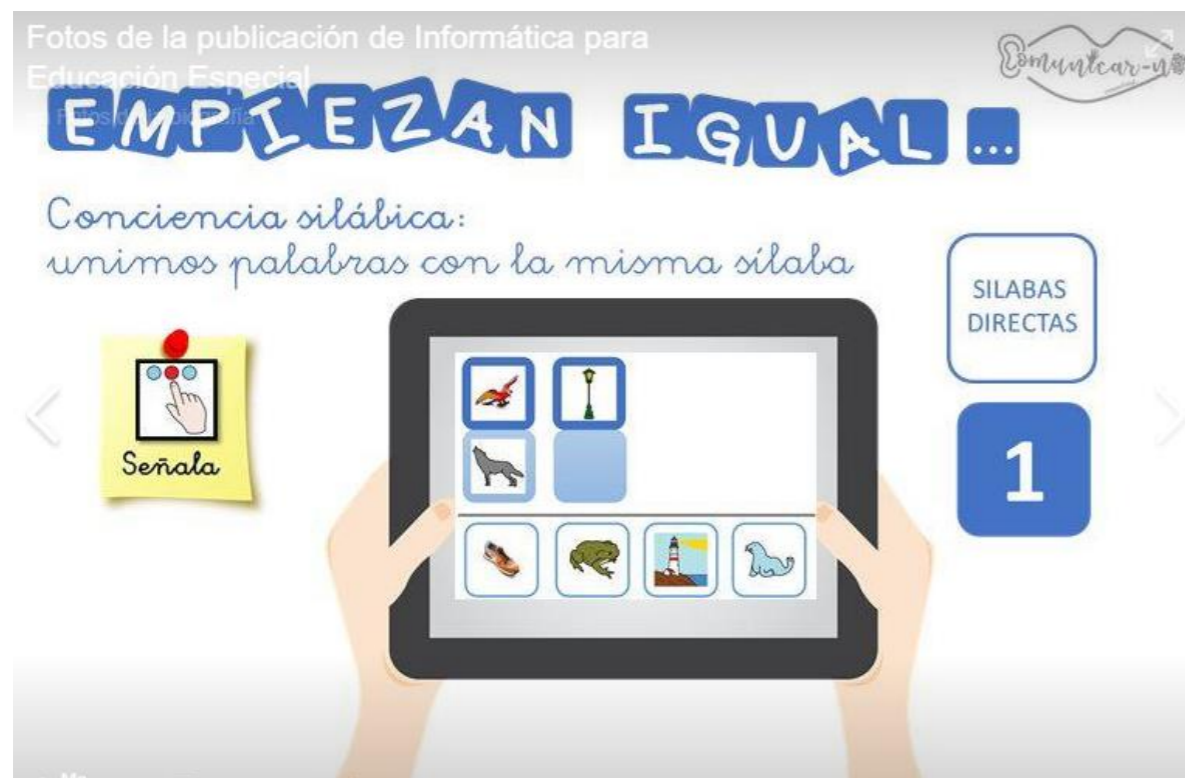 Fotos de la publicación de Informática para
Educación Especial
EMPIEZAN IGUAL...
Conciencia silábica:
unimos palabras con la misma sílaba
SILABAS
DIRECTAS
Señala
1